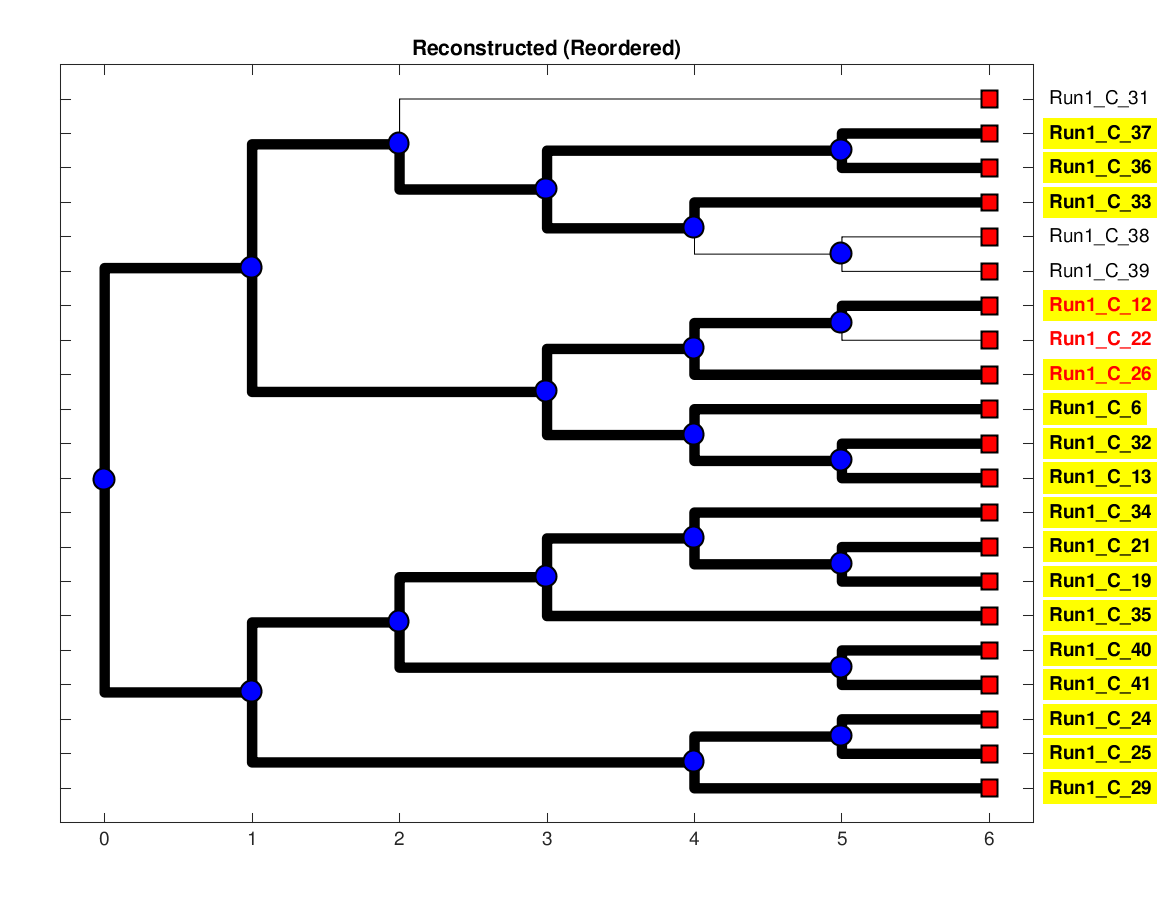 Reconstructed (Reordered)
Run1_C_31
Run1_C_37
Run1_C_36
Run1_C_33
Run1_C_38
Run1_C_39
Run1_C_12
Run1_C_22
Run1_C_26
Run1_C_6
Run1_C_32
Run1_C_13
Run1_C_34
Run1_C_21
Run1_C_19
Run1_C_35
Run1_C_40
Run1_C_41
Run1_C_24
Run1_C_25
Run1_C_29
0 1 2 3 4 5 6